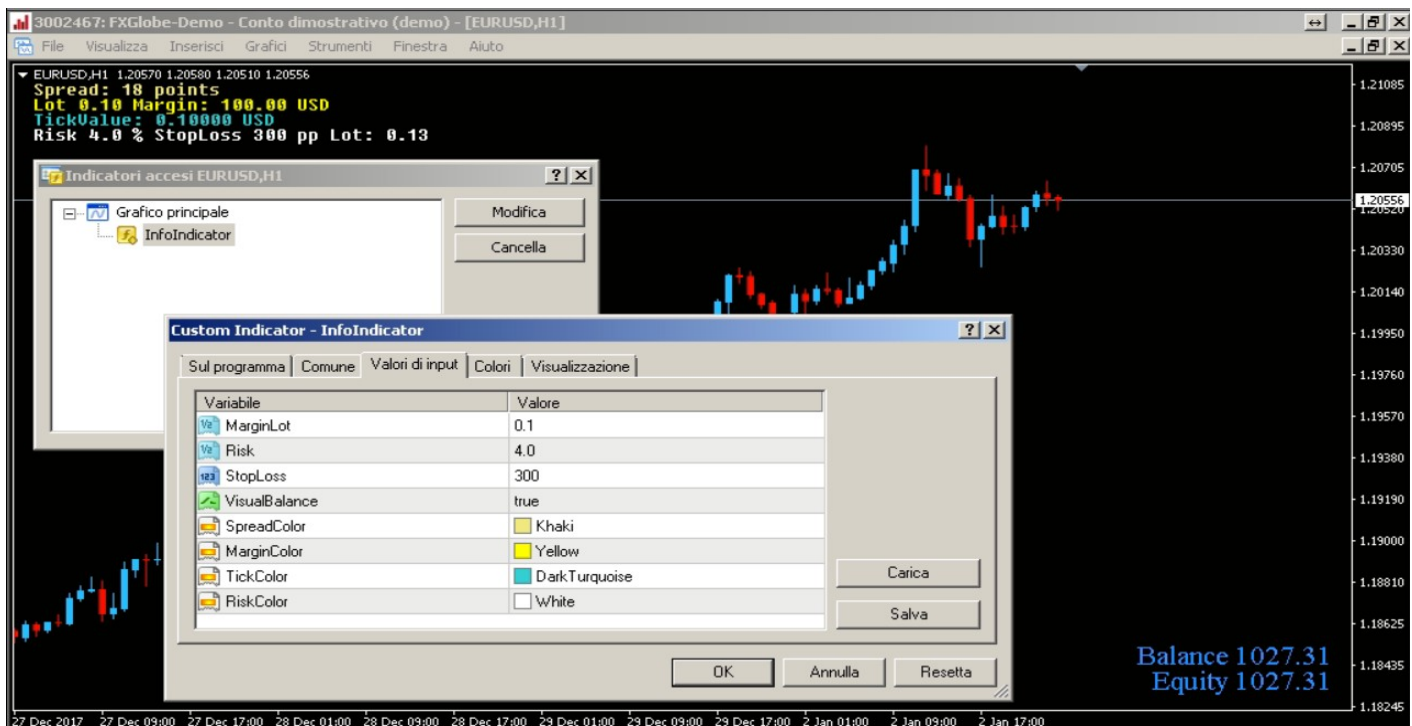 3002467: FXGlobe-Demo - Conto dimostrativo (demo) - [EURUSD,H1]
File Visualizza Inserisci Grafici Strumenti Finestra Aiuto
EURUSD,H1 1.20570 1.20580 1.20510 1.20556
Spread: 18 points
Lot 0.10 Margin: 100.00 USD
TickValue: 0.10000 USD
Risk 4.0 % StopLoss 300 pp Lot: 0.13
Indicatori accesi EURUSD,H1
Grafico principale
InfoIndicator
Modifica
Cancella
Custom Indicator - InfoIndicator
Sul programma Comune Valori di input Colori Visualizzazione
Variabile Valore
MarginLot 0.1
Risk 4.0
StopLoss 300
VisualBalance true
SpreadColor Khaki
MarginColor Yellow
TickColor DarkTurquoise
RiskColor White
Carica
Salva
OK Annulla Resetta
1.21085
1.20895
1.20705
1.20556
1.20520
1.20330
1.20140
1.19950
1.19760
1.19570
1.19380
1.19190
1.19000
1.18810
1.18625
1.18435
1.18245
Balance 1027.31
Equity 1027.31
27 Dec 2017 27 Dec 09:00 27 Dec 17:00 28 Dec 01:00 28 Dec 09:00 28 Dec 17:00 29 Dec 01:00 29 Dec 09:00 29 Dec 17:00 2 Jan 01:00 2 Jan 09:00 2 Jan 17:00